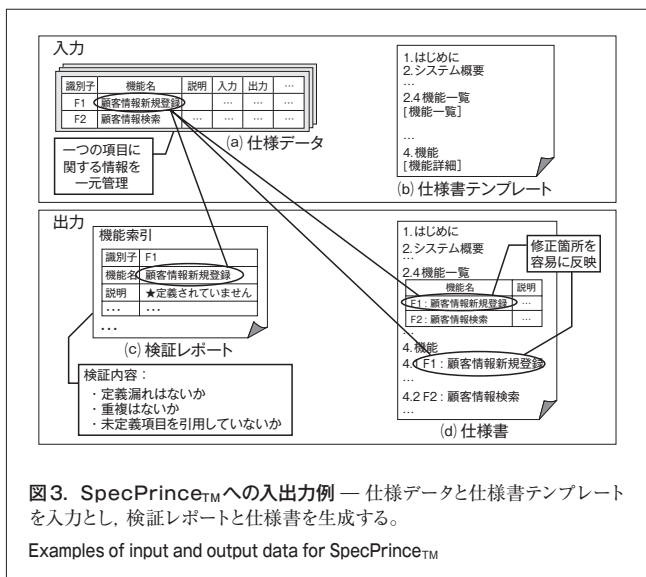 入力
識別子 機能名 説明 入力 出力 …
F1 顧客情報新規登録 … … …
F2 顧客情報検索 … … … …
(a) 仕様データ
一つの項目に
関する情報を
一元管理
1.はじめに
2.システム概要
…
2.4 機能一覧
[機能一覧]
…
4.機能
[機能詳細]
(b) 仕様書テンプレート
出力
機能索引
識別子 F1
機能名 顧客情報新規登録
説明 ★定義されていません
… …
…
(c) 検証レポート
検証内容:
・定義漏れはないか
・重複はないか
・未定義項目を引用していないか
1.はじめに
2.システム概要
…
2.4 機能一覧
機能名 説明
F1:顧客情報新規登録 …
F2:顧客情報検索 …
…
4.機能
4.1 F1:顧客情報新規登録
…
4.2 F2:顧客情報検索
…
(d) 仕様書
修正箇所を
容易に反映
図3.SpecPrinceTMへの入出力例 — 仕様データと仕様書テンプレート
を入力とし,検証レポートと仕様書を生成する。
Examples of input and output data for SpecPrinceTM